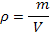 ρ = m/V